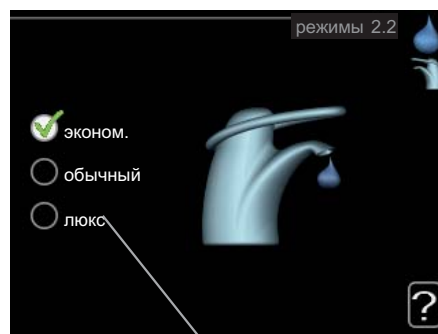 режимы 2.2
эконом.
обычный
люкс
?